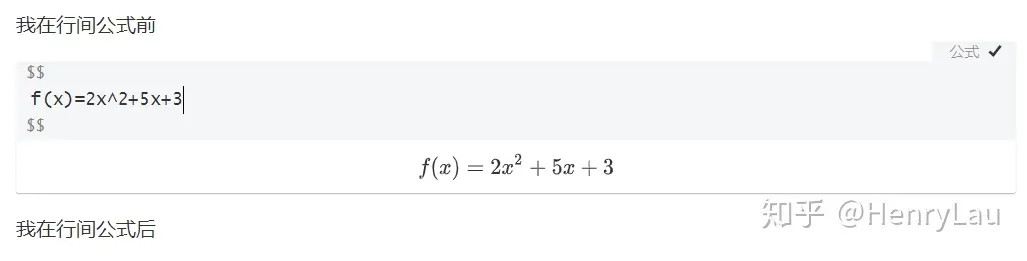 我在行间公式前
公式 ✔
$$
f(x)=2x^2+5x+3
$$
f(x) = 2x² + 5x + 3
我在行间公式后
知乎 @HenryLau